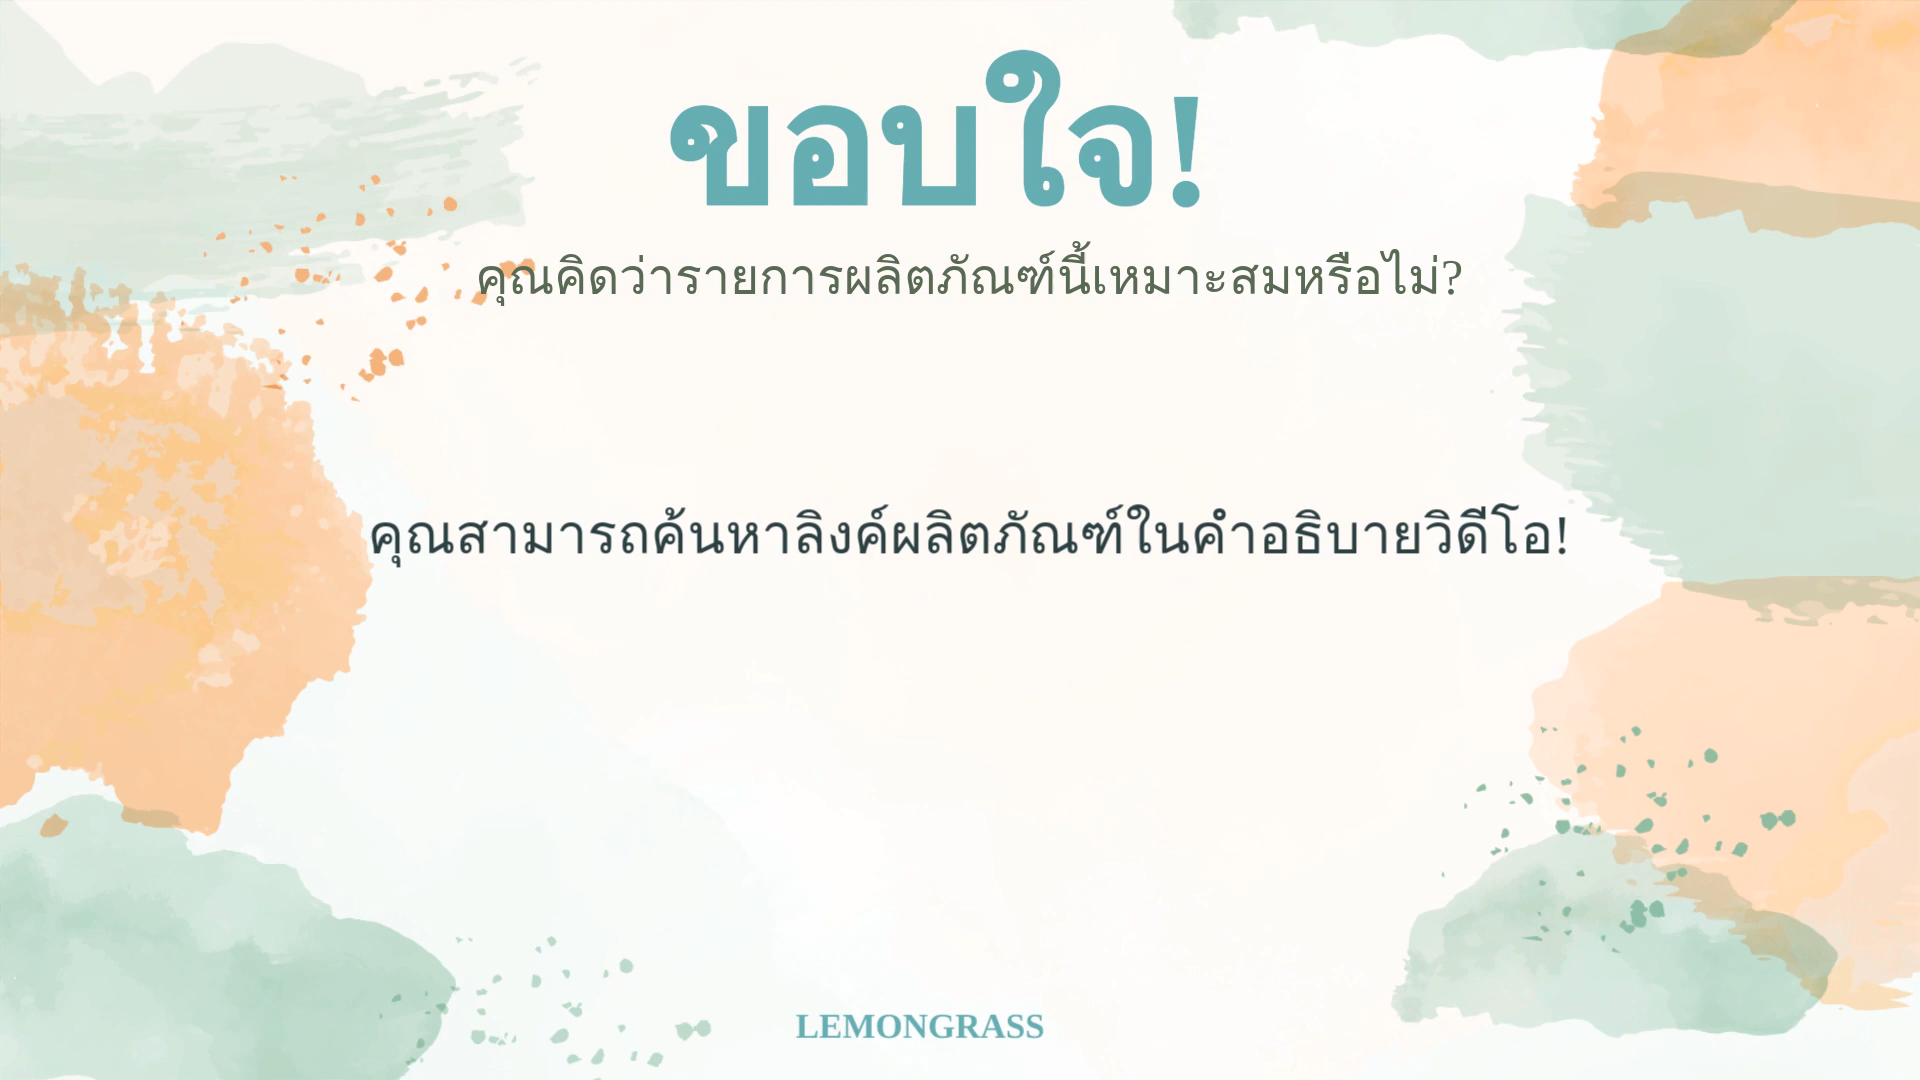 ขอบใจ!
คุณคิดว่ารายการผลิตภัณฑ์นี้เหมาะสมหรือไม่?
คุณสามารถค้นหาลิงค์ผลิตภัณฑ์ในคำอธิบายวิดีโอ!
LEMONGRASS